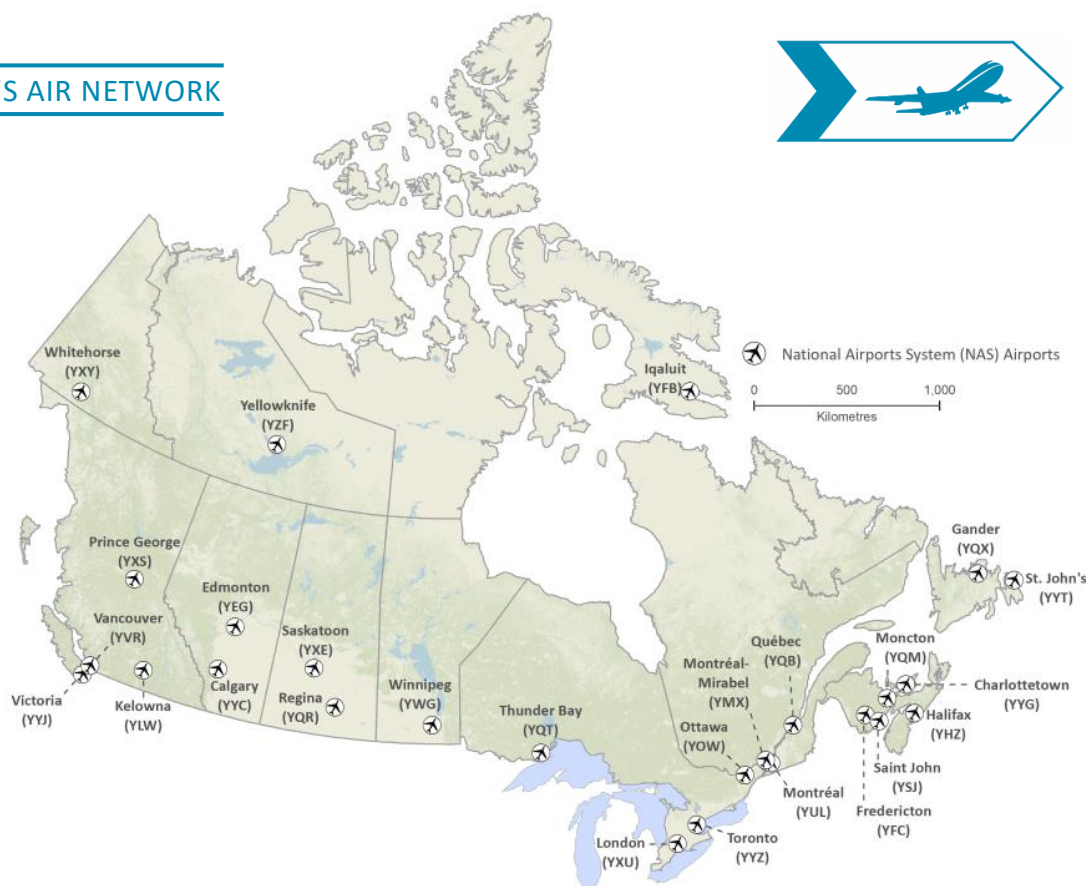 'S AIR NETWORK
Whitehorse
(YXY)
Yellowknife
(YZF)
Iqaluit
(YFB)
National Airports System (NAS) Airports
0 500 1,000
Kilometres
Prince George
(YXS)
Edmonton
(YEG)
Vancouver
(YVR)
Saskatoon
(YXE)
Victoria
(YYJ)
Kelowna
(YLW)
Calgary
(YYC)
Regina
(YQR)
Winnipeg
(YWG)
Thunder Bay
(YQT)
Ottawa
(YOW)
Montréal-
Mirabel
(YMX)
Québec
(YQB)
Gander
(YQX)
St. John's
(YYT)
Moncton
(YQM)
Charlottetown
(YYG)
Halifax
(YHZ)
Saint John
(YSJ)
Fredericton
(YFC)
Montréal
(YUL)
London
(YXU)
Toronto
(YYZ)